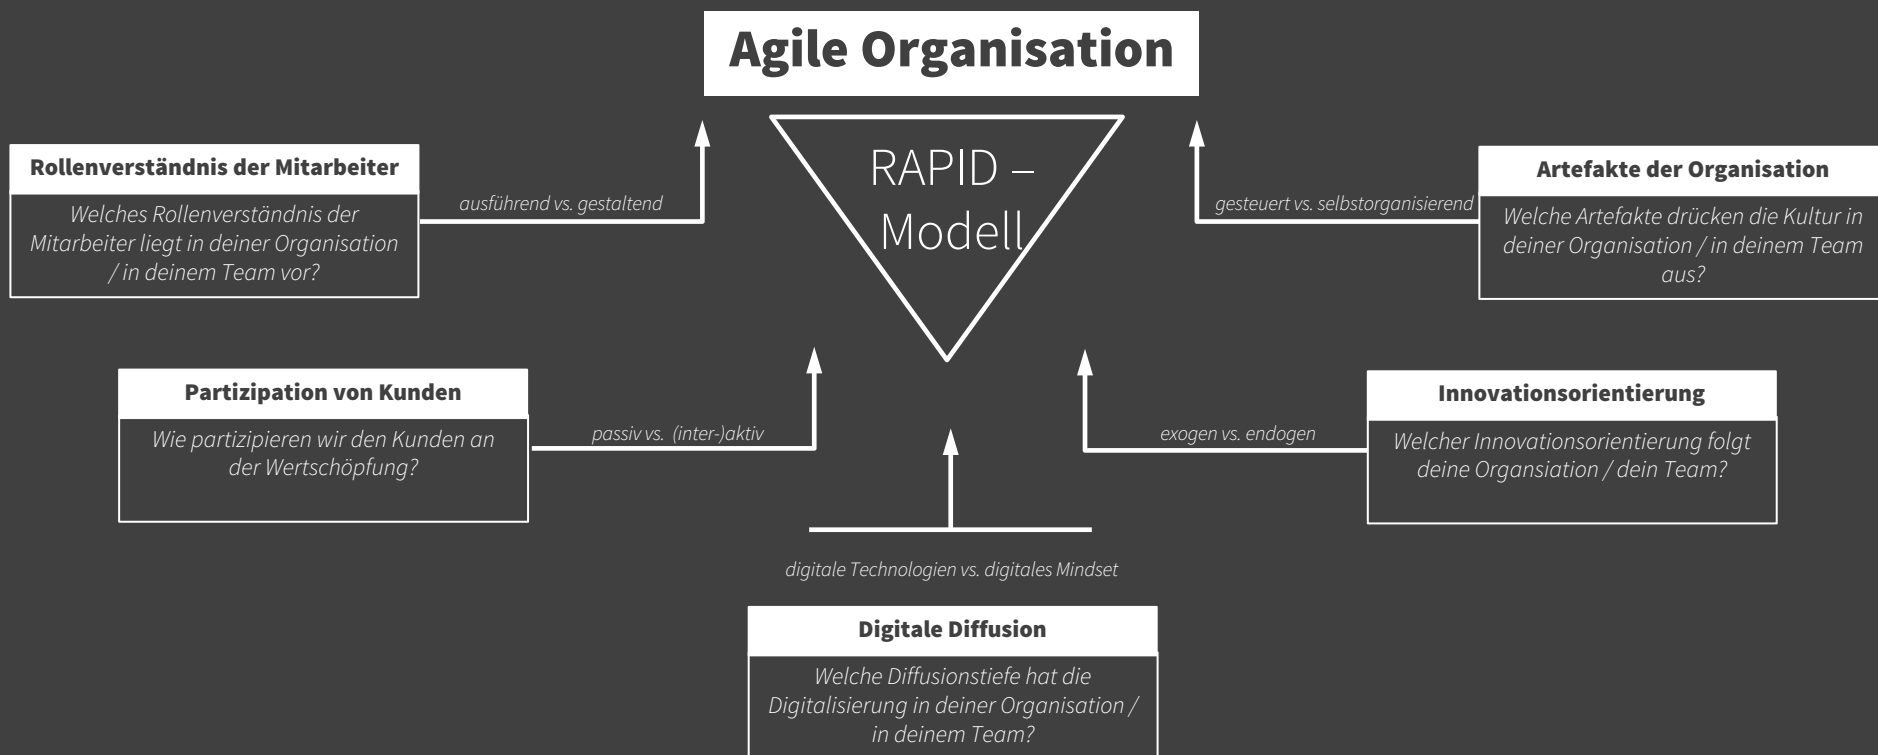 Agile Organisation
RAPID –
Modell
Rollenverständnis der Mitarbeiter
Welches Rollenverständnis der
Mitarbeiter liegt in deiner Organisation
/ in deinem Team vor?
ausführend vs. gestaltend
gesteuert vs. selbstorganisierend
Artefakte der Organisation
Welche Artefakte drücken die Kultur in
deiner Organisation / in deinem Team
aus?
Partizipation von Kunden
Wie partizipieren wir den Kunden an
der Wertschöpfung?
passiv vs. (inter-)aktiv
exogen vs. endogen
Innovationsorientierung
Welcher Innovationsorientierung folgt
deine Organsiation / dein Team?
digitale Technologien vs. digitales Mindset
Digitale Diffusion
Welche Diffusionstiefe hat die
Digitalisierung in deiner Organisation /
in deinem Team?